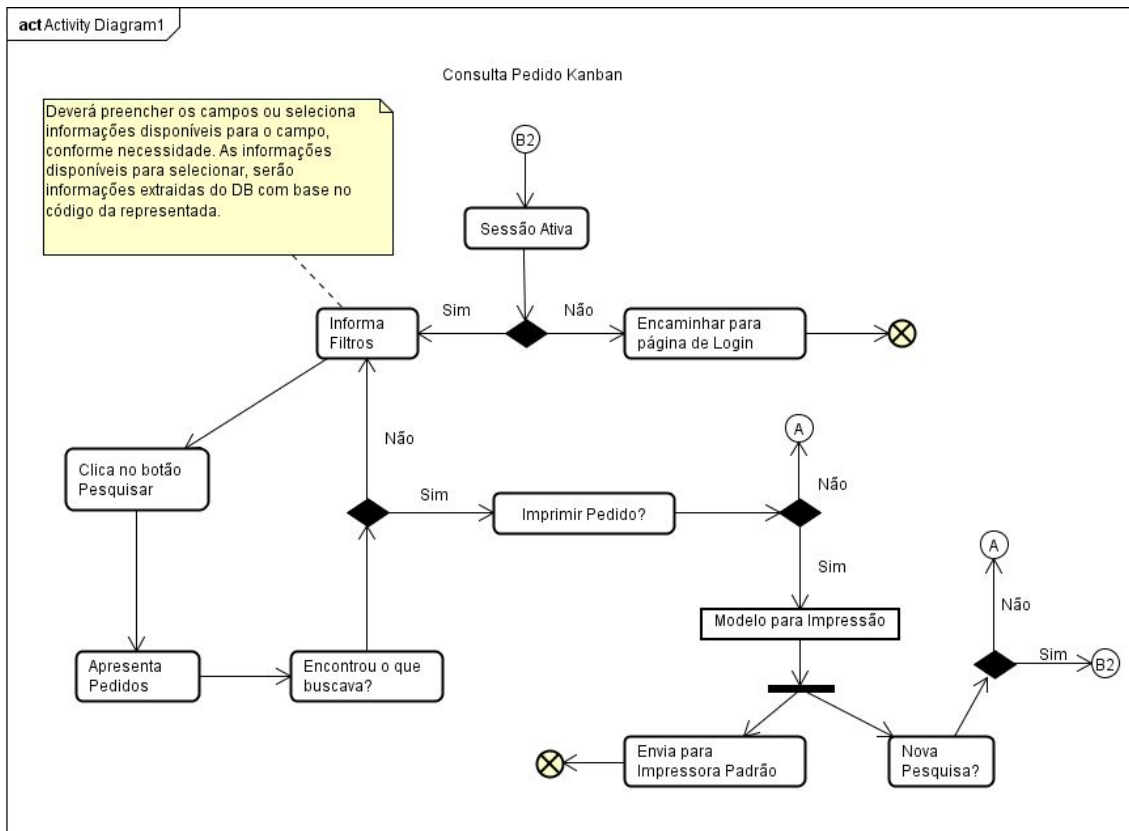 act Activity Diagram1
Consulta Pedido Kanban
Deverá preencher os campos ou seleciona
informações disponíveis para o campo,
conforme necessidade. As informações
disponíveis para selecionar, serão
informações extraidas do DB com base no
código da representada.
B2
Sessão Ativa
Sim
Não
Informa
Filtros
Encaminhar para
página de Login
Não
A
Clica no botão
Pesquisar
Sim
Imprimir Pedido?
Não
Sim
A
Modelo para Impressão
Não
Apresenta
Pedidos
Encontrou o que
buscava?
Sim
B2
Envia para
Impressora Padrão
Nova
Pesquisa?